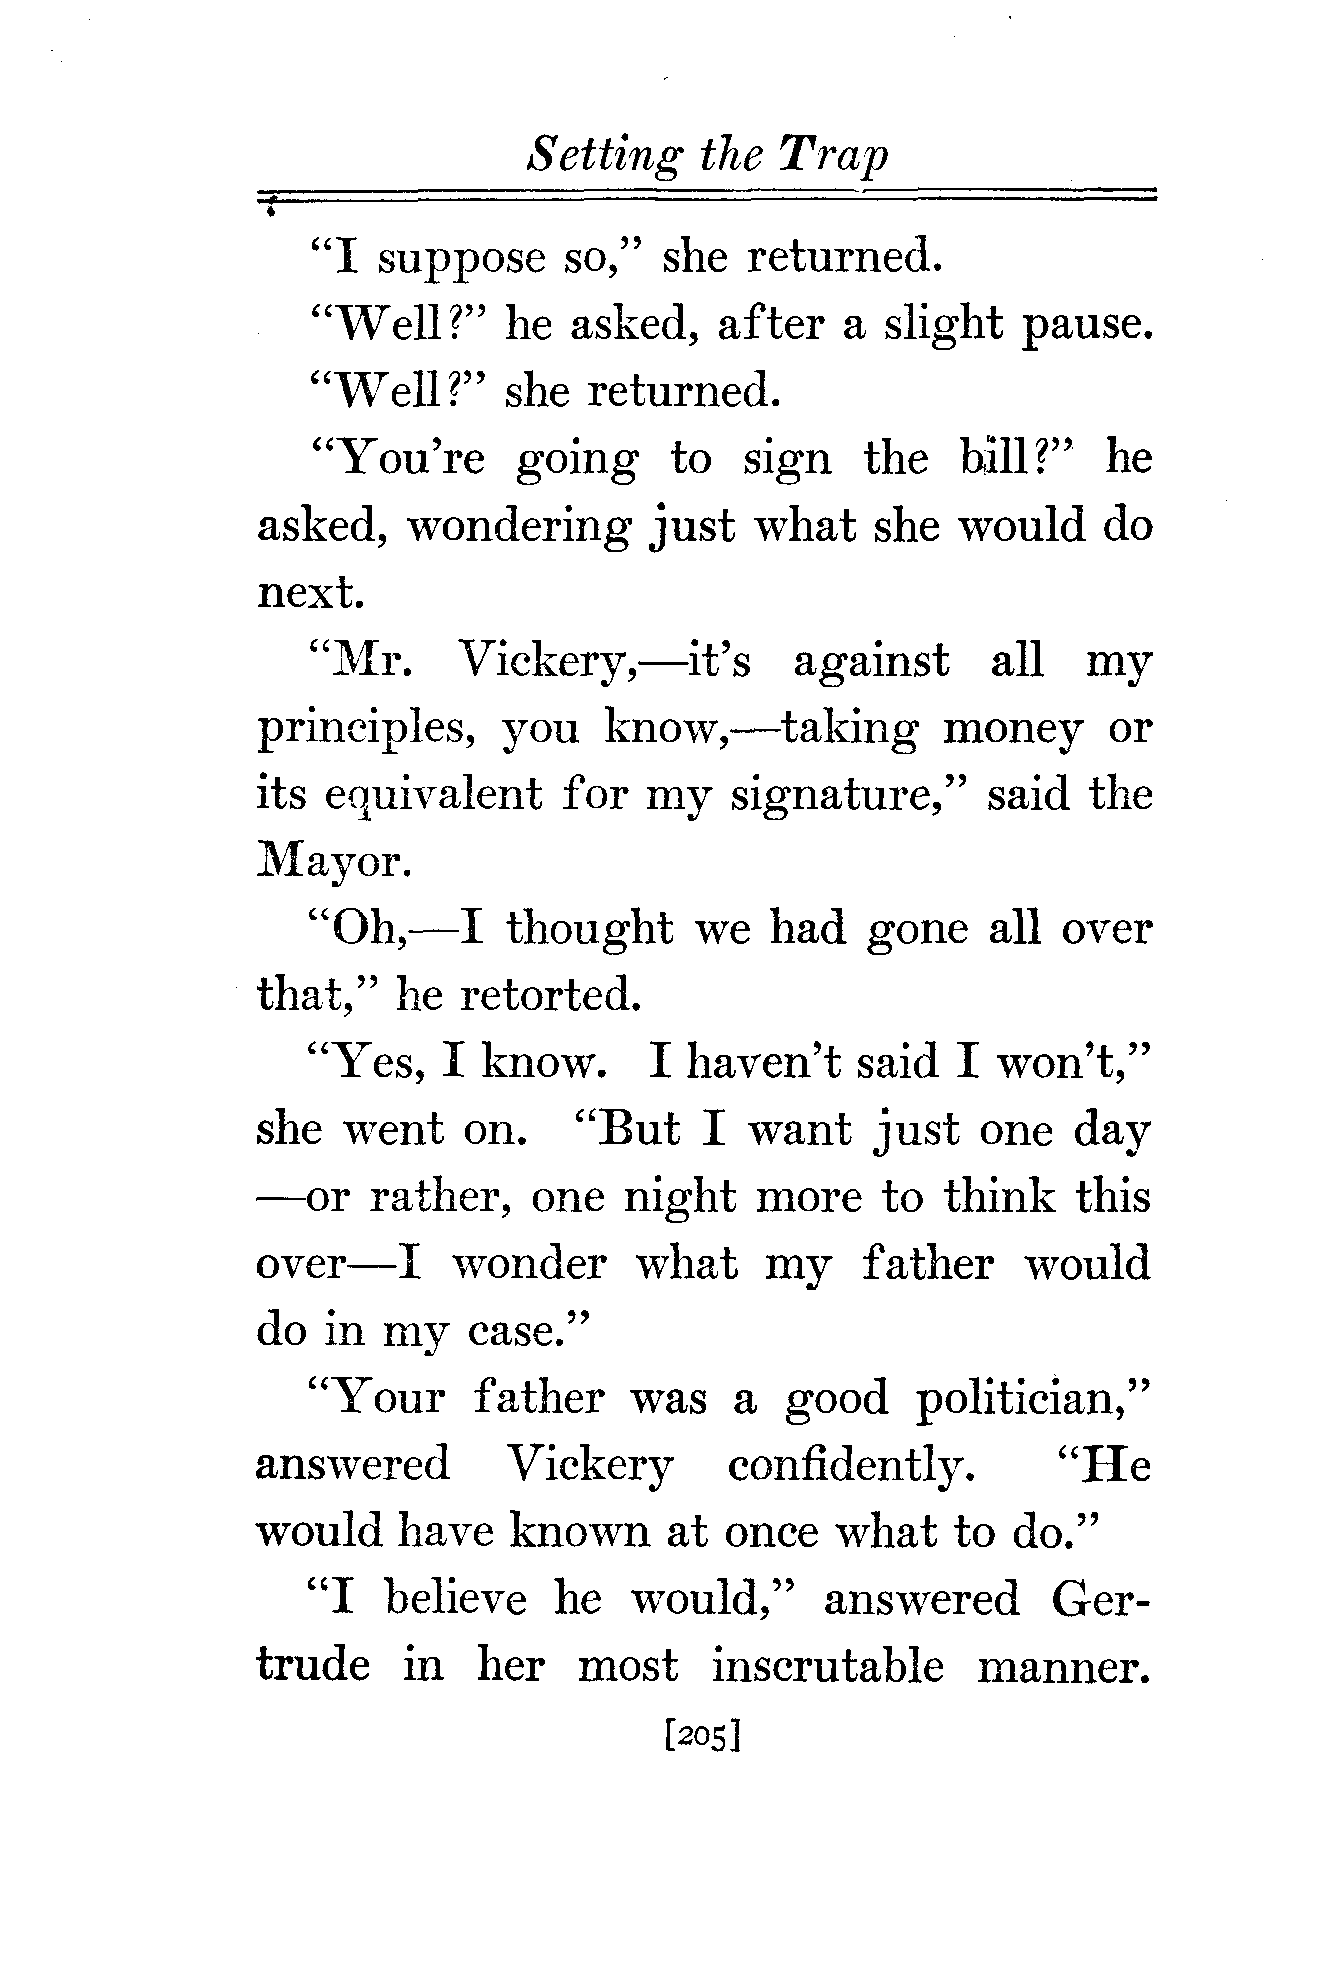 Setting the Trap
“I suppose so,” she returned.
“Well?” he asked, after a slight pause.
“Well?” she returned.
“You’re going to sign the bill?” he
asked, wondering just what she would do
next.
“Mr. Vickery,—it’s against all my
principles, you know,—taking money or
its equivalent for my signature,” said the
Mayor.
“Oh,—I thought we had gone all over
that,” he retorted.
“Yes, I know. I haven’t said I won’t,”
she went on. “But I want just one day
—or rather, one night more to think this
over—I wonder what my father would
do in my case.”
“Your father was a good politician,”
answered Vickery confidently. “He
would have known at once what to do.”
“I believe he would,” answered Ger-
trude in her most inscrutable manner.
[205]